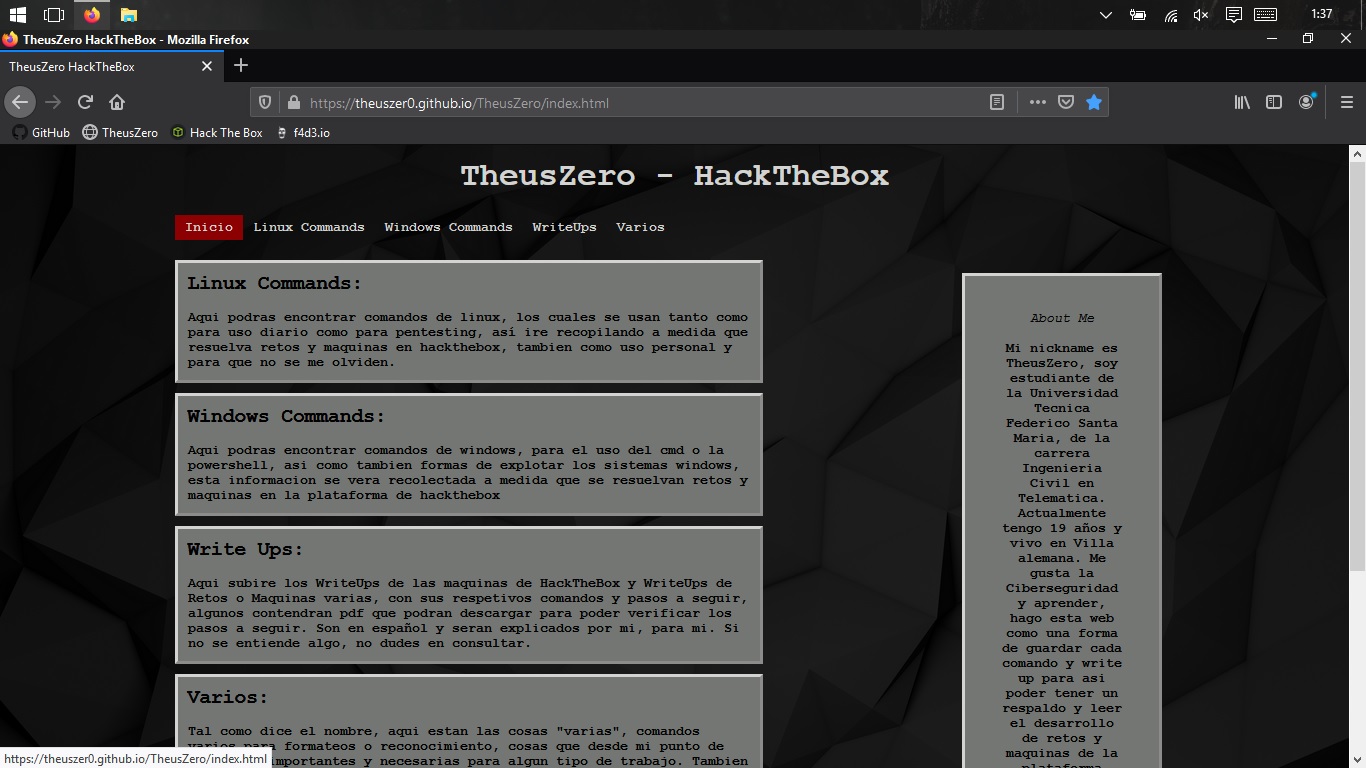 1:37
TheusZero HackTheBox - Mozilla Firefox
TheusZero HackTheBox
https://theuszer0.github.io/TheusZero/index.html
GitHub
TheusZero
Hack The Box
f4d3.io
TheusZero - HackTheBox
Inicio
Linux Commands
Windows Commands
WriteUps
Varios
Linux Commands:
Aqui podras encontrar comandos de linux, los cuales se usan tanto como
para uso diario como para pentesting, así ire recopilando a medida que
resuelva retos y maquinas en hackthebox, tambien como uso personal y
para que no se me olviden.
Windows Commands:
Aqui podras encontrar comandos de windows, para el uso del cmd o la
powershell, asi como tambien formas de explotar los sistemas windows,
esta informacion se vera recolectada a medida que se resuelvan retos y
maquinas en la plataforma de hackthebox
Write Ups:
Aqui subire los WriteUps de las maquinas de HackTheBox y WriteUps de
Retos o Maquinas varias, con sus respetivos comandos y pasos a seguir,
algunos contendran pdf que podran descargar para poder verificar los
pasos a seguir. Son en español y seran explicados por mi, para mi. Si
no se entiende algo, no dudes en consultar.
Varios:
Tal como dice el nombre, aqui estan las cosas "varias", comandos
varios para formateos o reconocimiento, cosas que desde mi punto de
importantes y necesarias para algun tipo de trabajo. Tambien
About Me
Mi nickname es
TheusZero, soy
estudiante de
la Universidad
Tecnica
Federico Santa
Maria, de la
carrera
Ingenieria
Civil en
Telematica.
Actualmente
tengo 19 años y
vivo en Villa
alemana. Me
gusta la
Ciberseguridad
y aprender,
hago esta web
como una forma
de guardar cada
comando y write
up para asi
poder tener un
respaldo y leer
el desarrollo
de retos y
maquinas de la
plataforma
https://theuszer0.github.io/TheusZero/index.html